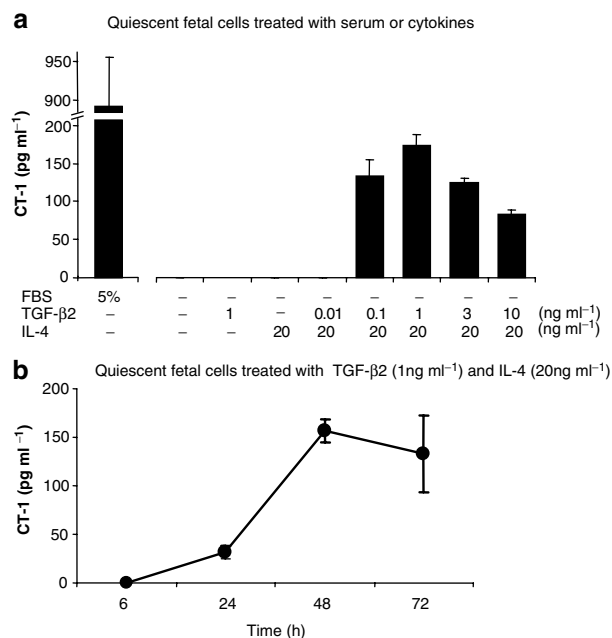 a Quiescent fetal cells treated with serum or cytokines
CT-1 (pg ml⁻¹)
950
900
200
150
100
50
0
FBS 5% – – – – – – – –
TGF-β2 – – 1 – 0.01 0.1 1 3 10 (ng ml⁻¹)
IL-4 – – – 20 20 20 20 20 20 (ng ml⁻¹)
b Quiescent fetal cells treated with TGF-β2 (1ng ml⁻¹) and IL-4 (20ng ml⁻¹)
CT-1 (pg ml⁻¹)
200
150
100
50
0
6 24 48 72
Time (h)